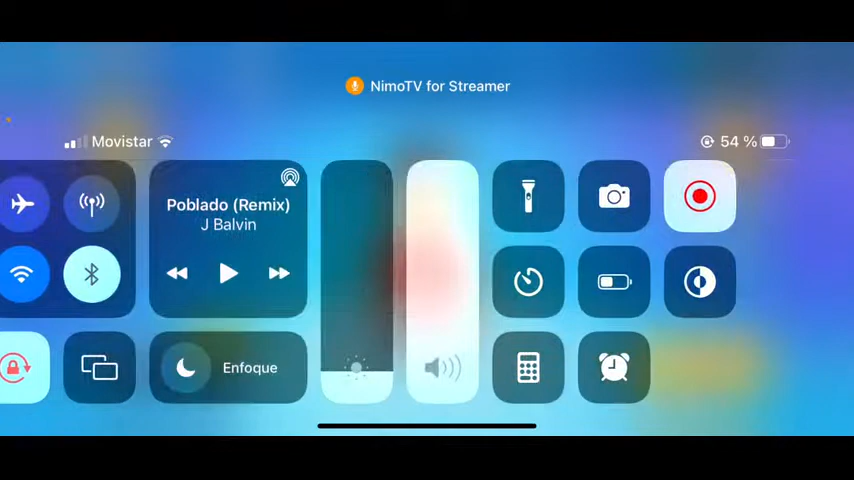 NimoTV for Streamer
Movistar
54 %
Poblado (Remix)
J Balvin
Enfoque